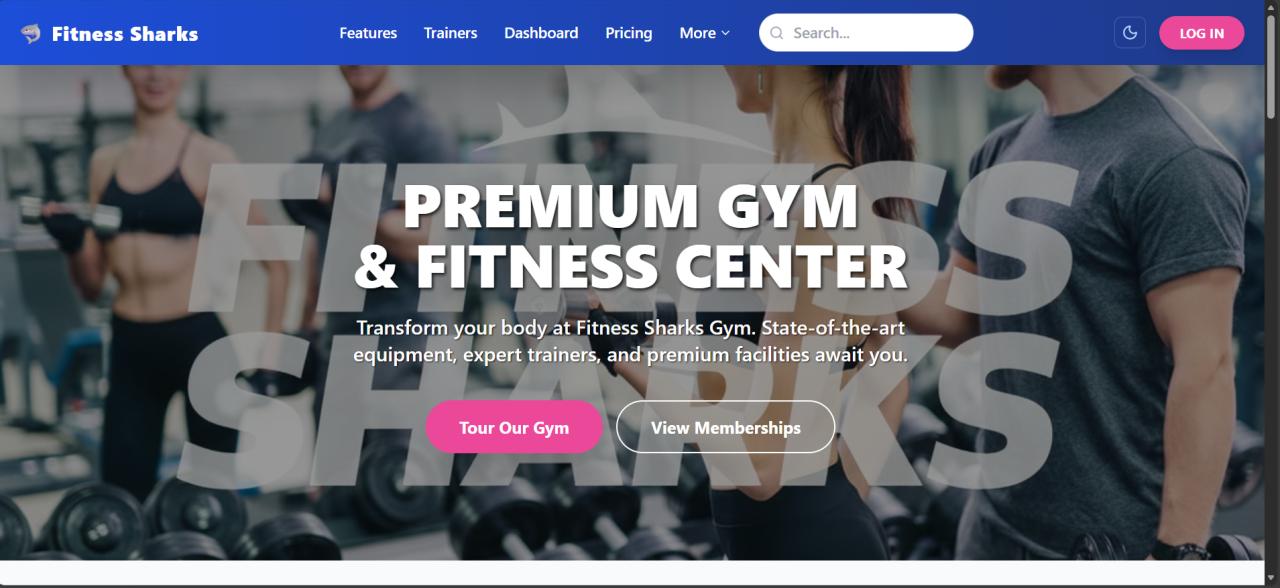 Fitness Sharks
Features
Trainers
Dashboard
Pricing
More
Search...
LOG IN
FITNESS
SHARKS
PREMIUM GYM
& FITNESS CENTER
Transform your body at Fitness Sharks Gym. State-of-the-art
equipment, expert trainers, and premium facilities await you.
Tour Our Gym
View Memberships